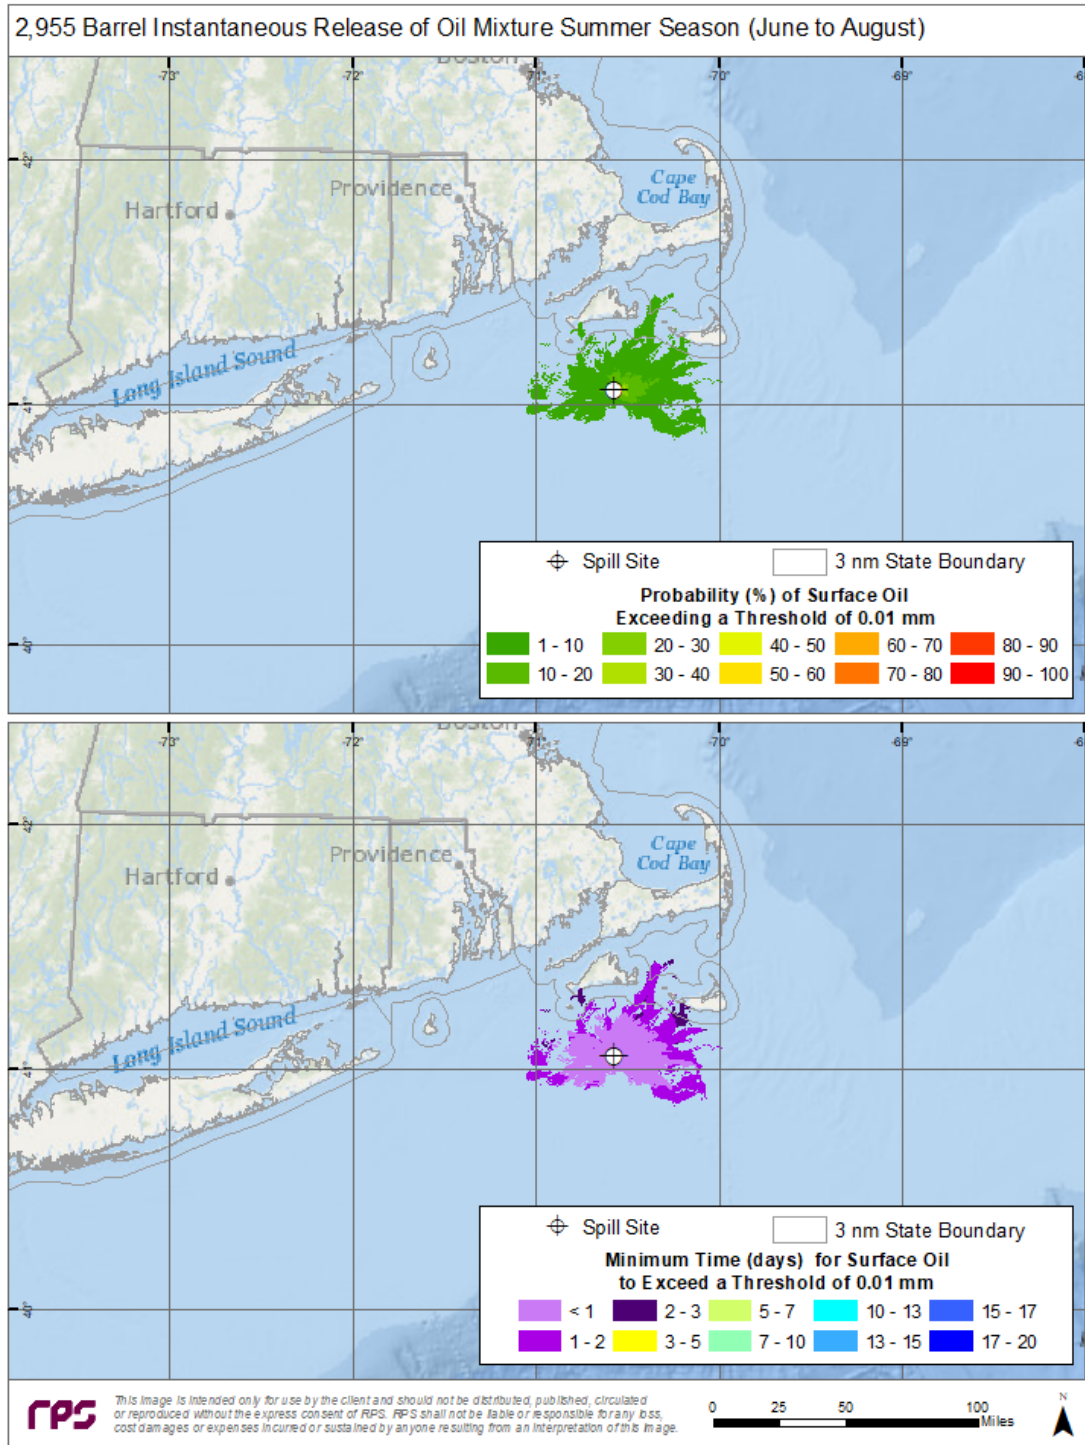 2,955 Barrel Instantaneous Release of Oil Mixture Summer Season (June to August)
Boston
-73° -72° -71° -70° -69°
42°
Cape
Cod Bay
Providence
Hartford
Long Island Sound
41°
Spill Site 3 nm State Boundary
Probability (%) of Surface Oil
Exceeding a Threshold of 0.01 mm
40°
1 - 10 20 - 30 40 - 50 60 - 70 80 - 90
10 - 20 30 - 40 50 - 60 70 - 80 90 - 100
Boston
-73° -72° -71° -70° -69°
42°
Cape
Cod Bay
Providence
Hartford
Long Island Sound
41°
Spill Site 3 nm State Boundary
Minimum Time (days) for Surface Oil
to Exceed a Threshold of 0.01 mm
40°
< 1 2 - 3 5 - 7 10 - 13 15 - 17
1 - 2 3 - 5 7 - 10 13 - 15 17 - 20
rps
This image is intended only for use by the client and should not be distributed, published, circulated
or reproduced without the express consent of RPS. RPS shall not be liable or responsible for any loss,
cost damages or expenses incurred or sustained by anyone resulting from an interpretation of this image.
0 25 50 100
Miles
N